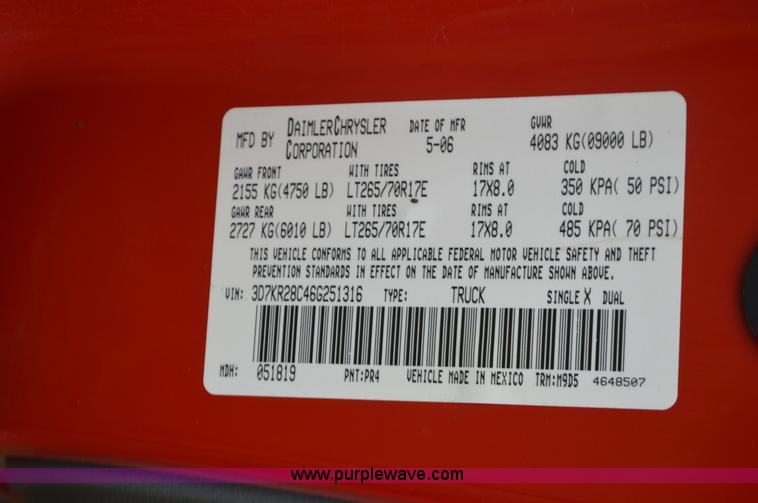 MFD BY DAIMLERCHRYSLER CORPORATION DATE OF MFR 5-06 GVWR 4083 KG(09000 LB)
GAWR FRONT WITH TIRES RIMS AT COLD
2155 KG(4750 LB) LT265/70R17E 17X8.0 350 KPA( 50 PSI)
GAWR REAR WITH TIRES RIMS AT COLD
2727 KG(6010 LB) LT265/70R17E 17X8.0 485 KPA( 70 PSI)
THIS VEHICLE CONFORMS TO ALL APPLICABLE FEDERAL MOTOR VEHICLE SAFETY AND THEFT
PREVENTION STANDARDS IN EFFECT ON THE DATE OF MANUFACTURE SHOWN ABOVE.
VIN: 3D7KR28C46G251316 TYPE: TRUCK SINGLE X DUAL
MDH: 051819 PNT:PR4 VEHICLE MADE IN MEXICO TRM:M9D5 4648507
www.purplewave.com